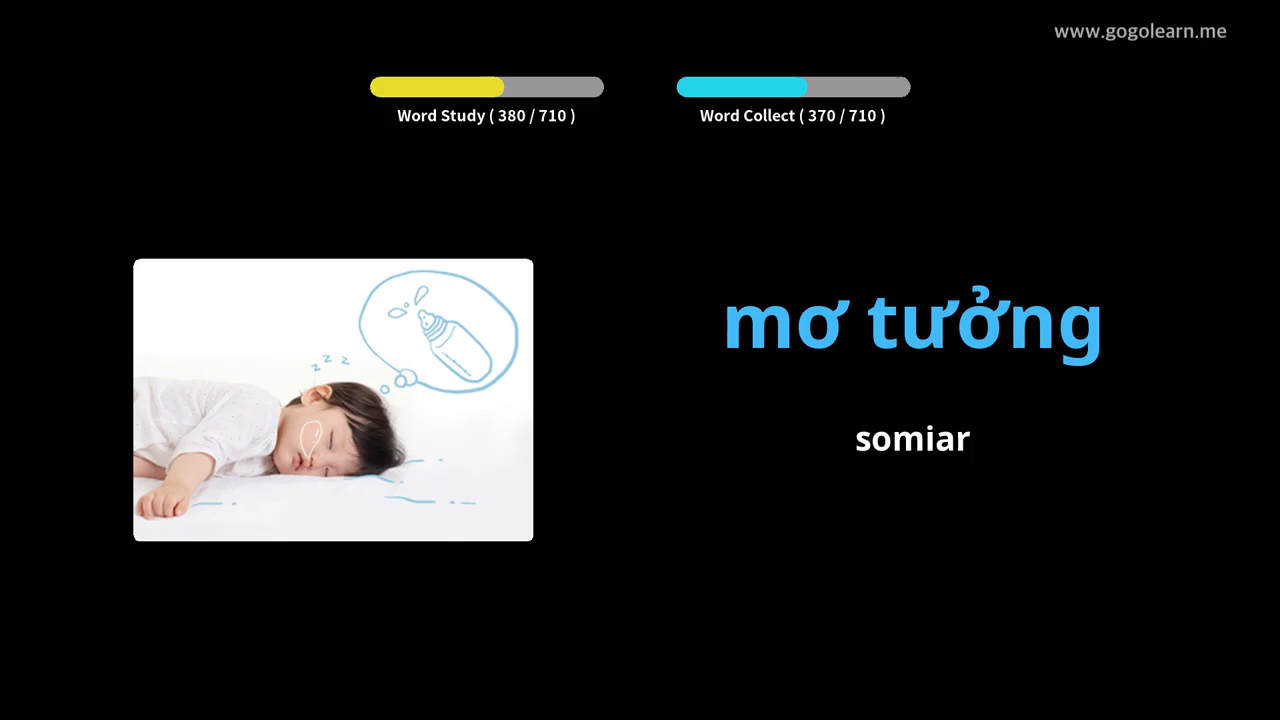 www.gogolearn.me
Word Study ( 380 / 710 )
Word Collect ( 370 / 710 )
z z z
mơ tưởng
somiar